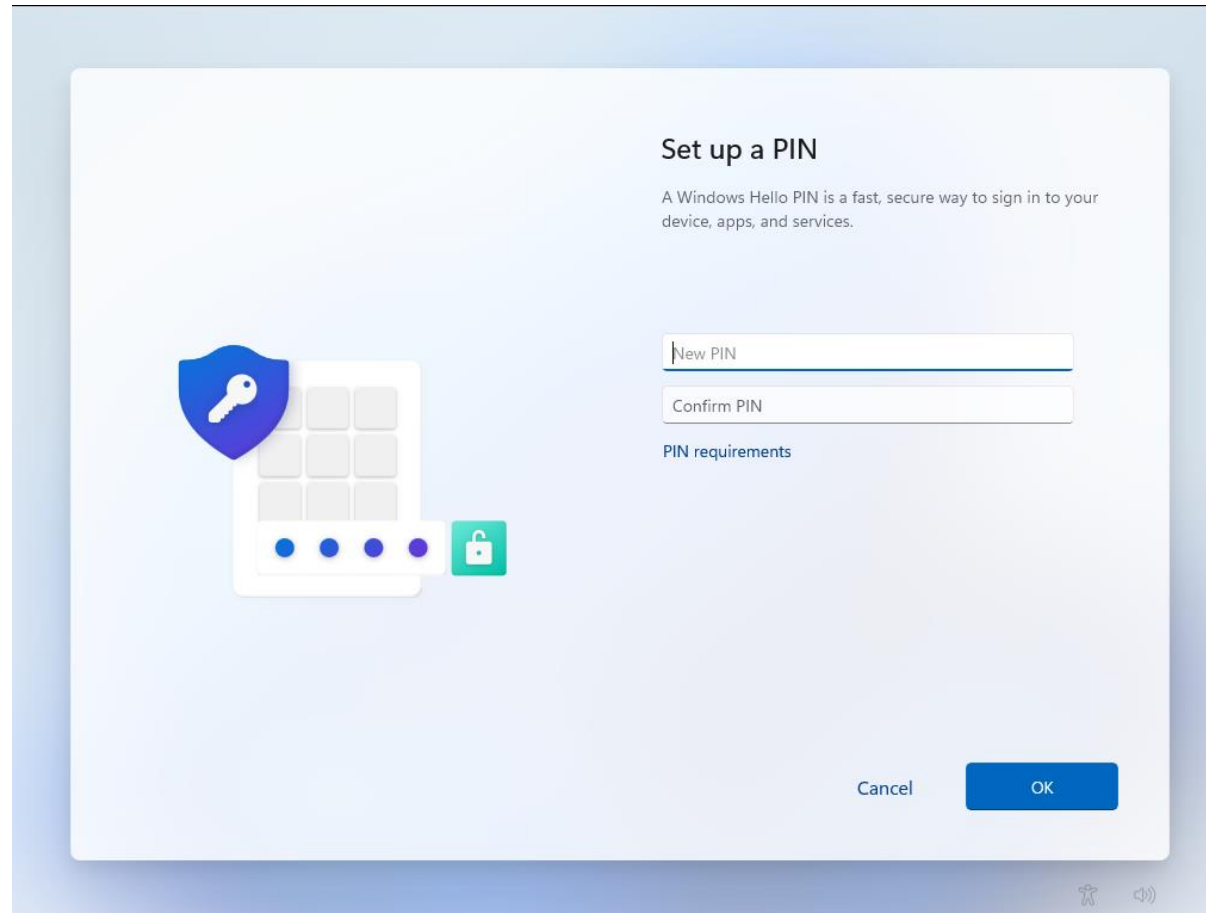 Set up a PIN
A Windows Hello PIN is a fast, secure way to sign in to your
device, apps, and services.
New PIN
Confirm PIN
PIN requirements
Cancel
OK